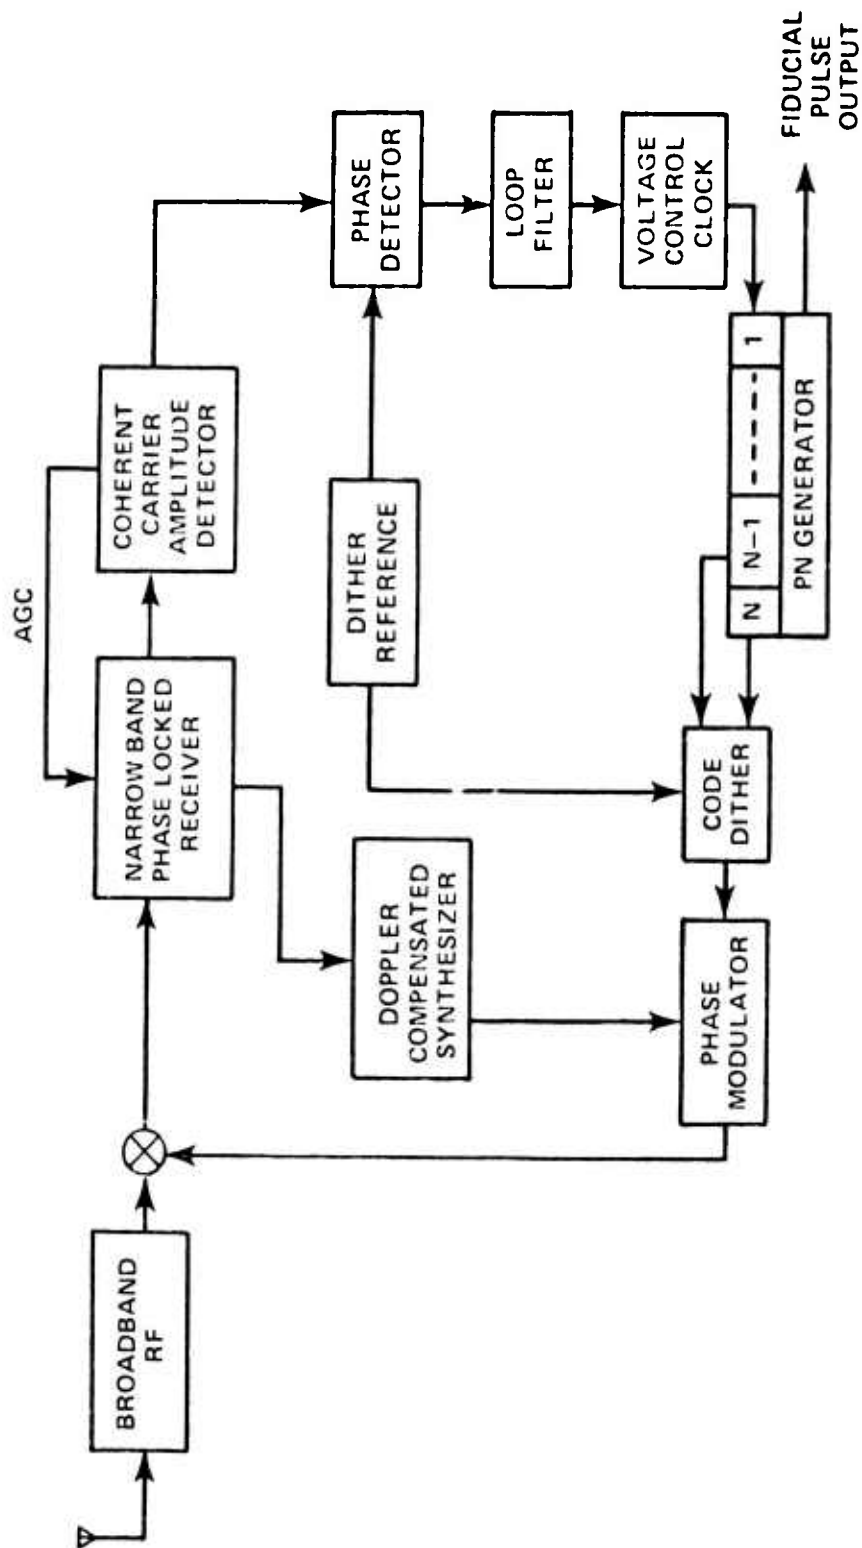 AGC
BROADBAND
RF
NARROW BAND
PHASE LOCKED
RECEIVER
COHERENT
CARRIER
AMPLITUDE
DETECTOR
DOPPLER
COMPENSATED
SYNTHESIZER
DITHER
REFERENCE
PHASE
DETECTOR
LOOP
FILTER
VOLTAGE
CONTROL
CLOCK
PHASE
MODULATOR
CODE
DITHER
N N-1 1
PN GENERATOR
FIDUCIAL
PULSE
OUTPUT